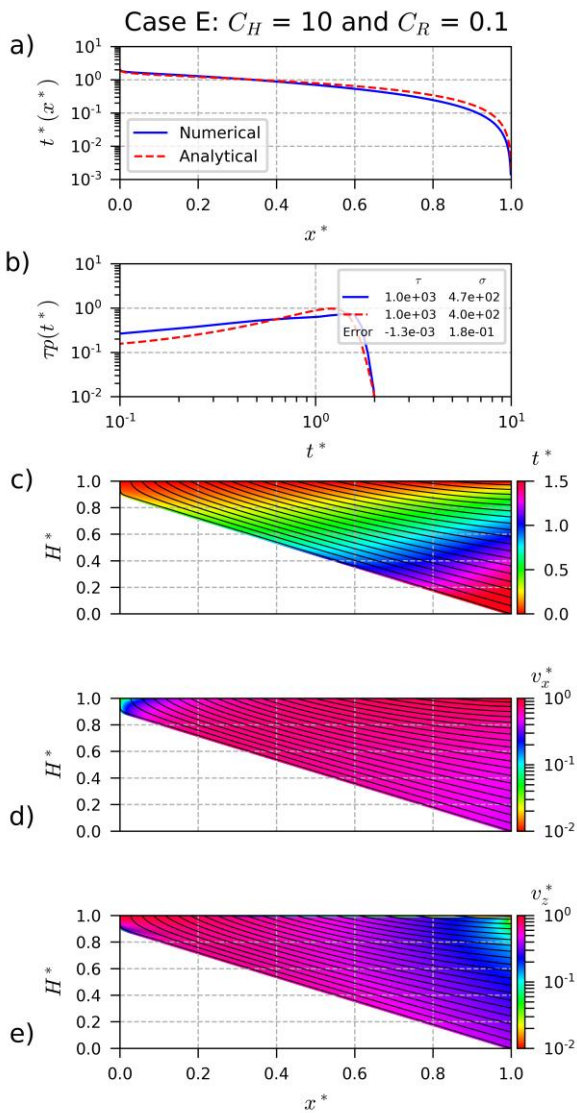 Case E: C_H = 10 and C_R = 0.1
a)
t*(x*)
10^1
10^0
10^-1
10^-2
10^-3
Numerical
Analytical
0.0 0.2 0.4 0.6 0.8 1.0
x*
b)
τp(t*)
10^1
10^0
10^-1
10^-2
τ σ
1.0e+03 4.7e+02
1.0e+03 4.0e+02
Error -1.3e-03 1.8e-01
10^-1 10^0 10^1
t*
c)
H*
1.0
0.8
0.6
0.4
0.2
0.0
t*
1.5
1.0
0.5
0.0
d)
H*
1.0
0.8
0.6
0.4
0.2
0.0
v_x*
10^0
10^-1
10^-2
e)
H*
1.0
0.8
0.6
0.4
0.2
0.0
v_z*
10^0
10^-1
10^-2
0.0 0.2 0.4 0.6 0.8 1.0
x*